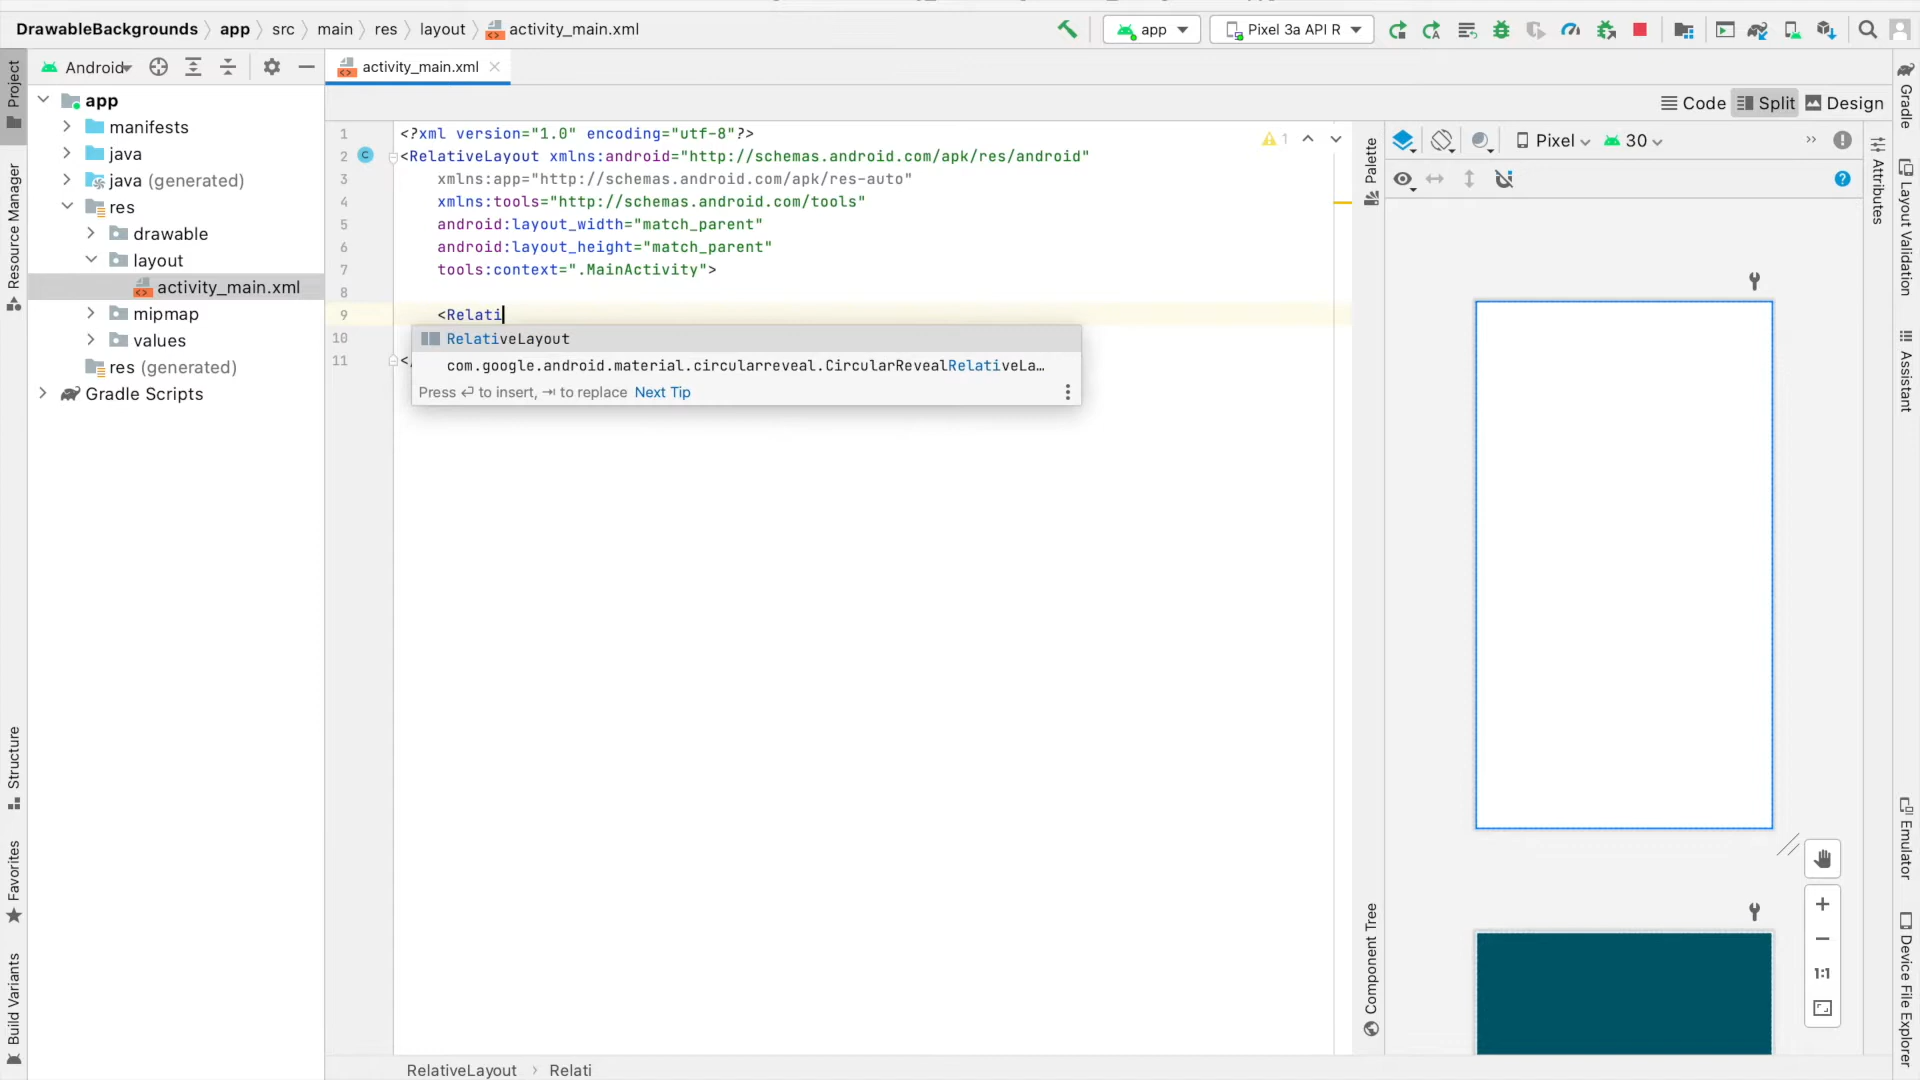 DrawableBackgrounds app src main res layout activity_main.xml
app Pixel 3a API R
Project
Android
activity_main.xml
Code Split Design
app
manifests
java
java (generated)
res
drawable
layout
activity_main.xml
mipmap
values
res (generated)
Gradle Scripts
Resource Manager
Structure
Favorites
Build Variants
1 <?xml version="1.0" encoding="utf-8"?>
2 <RelativeLayout xmlns:android="http://schemas.android.com/apk/res/android"
3 xmlns:app="http://schemas.android.com/apk/res-auto"
4 xmlns:tools="http://schemas.android.com/tools"
5 android:layout_width="match_parent"
6 android:layout_height="match_parent"
7 tools:context=".MainActivity">
8
9 <Relati
10
11 </
1
C
RelativeLayout
com.google.android.material.circularreveal.CircularRevealRelativeLa…
Press ↵ to insert, ⇥ to replace Next Tip
RelativeLayout › Relati
Palette
Component Tree
Pixel 30
?
1:1
Attributes
Gradle
Layout Validation
Assistant
Emulator
Device File Explorer